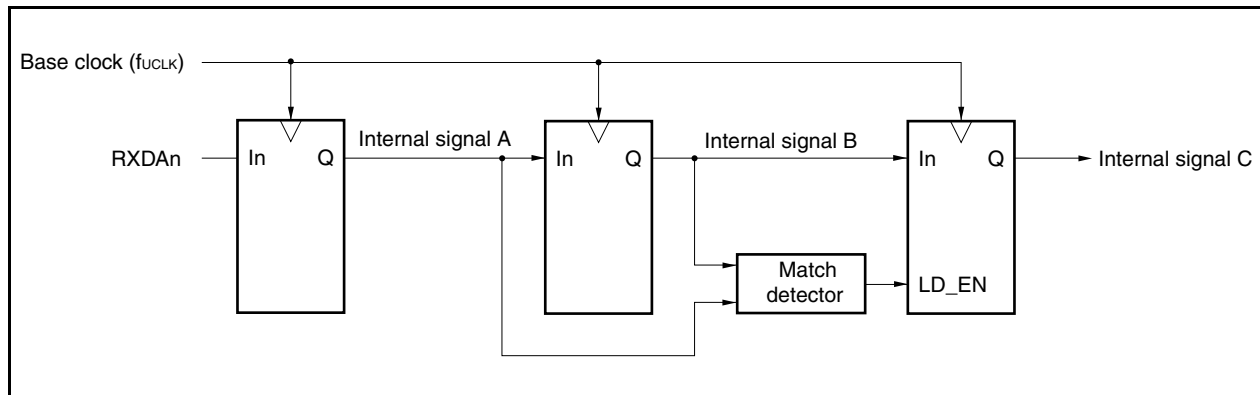 Base clock (fUCLK)
RXDAn
In
Q
Internal signal A
In
Q
Internal signal B
In
Q
Internal signal C
Match
detector
LD_EN